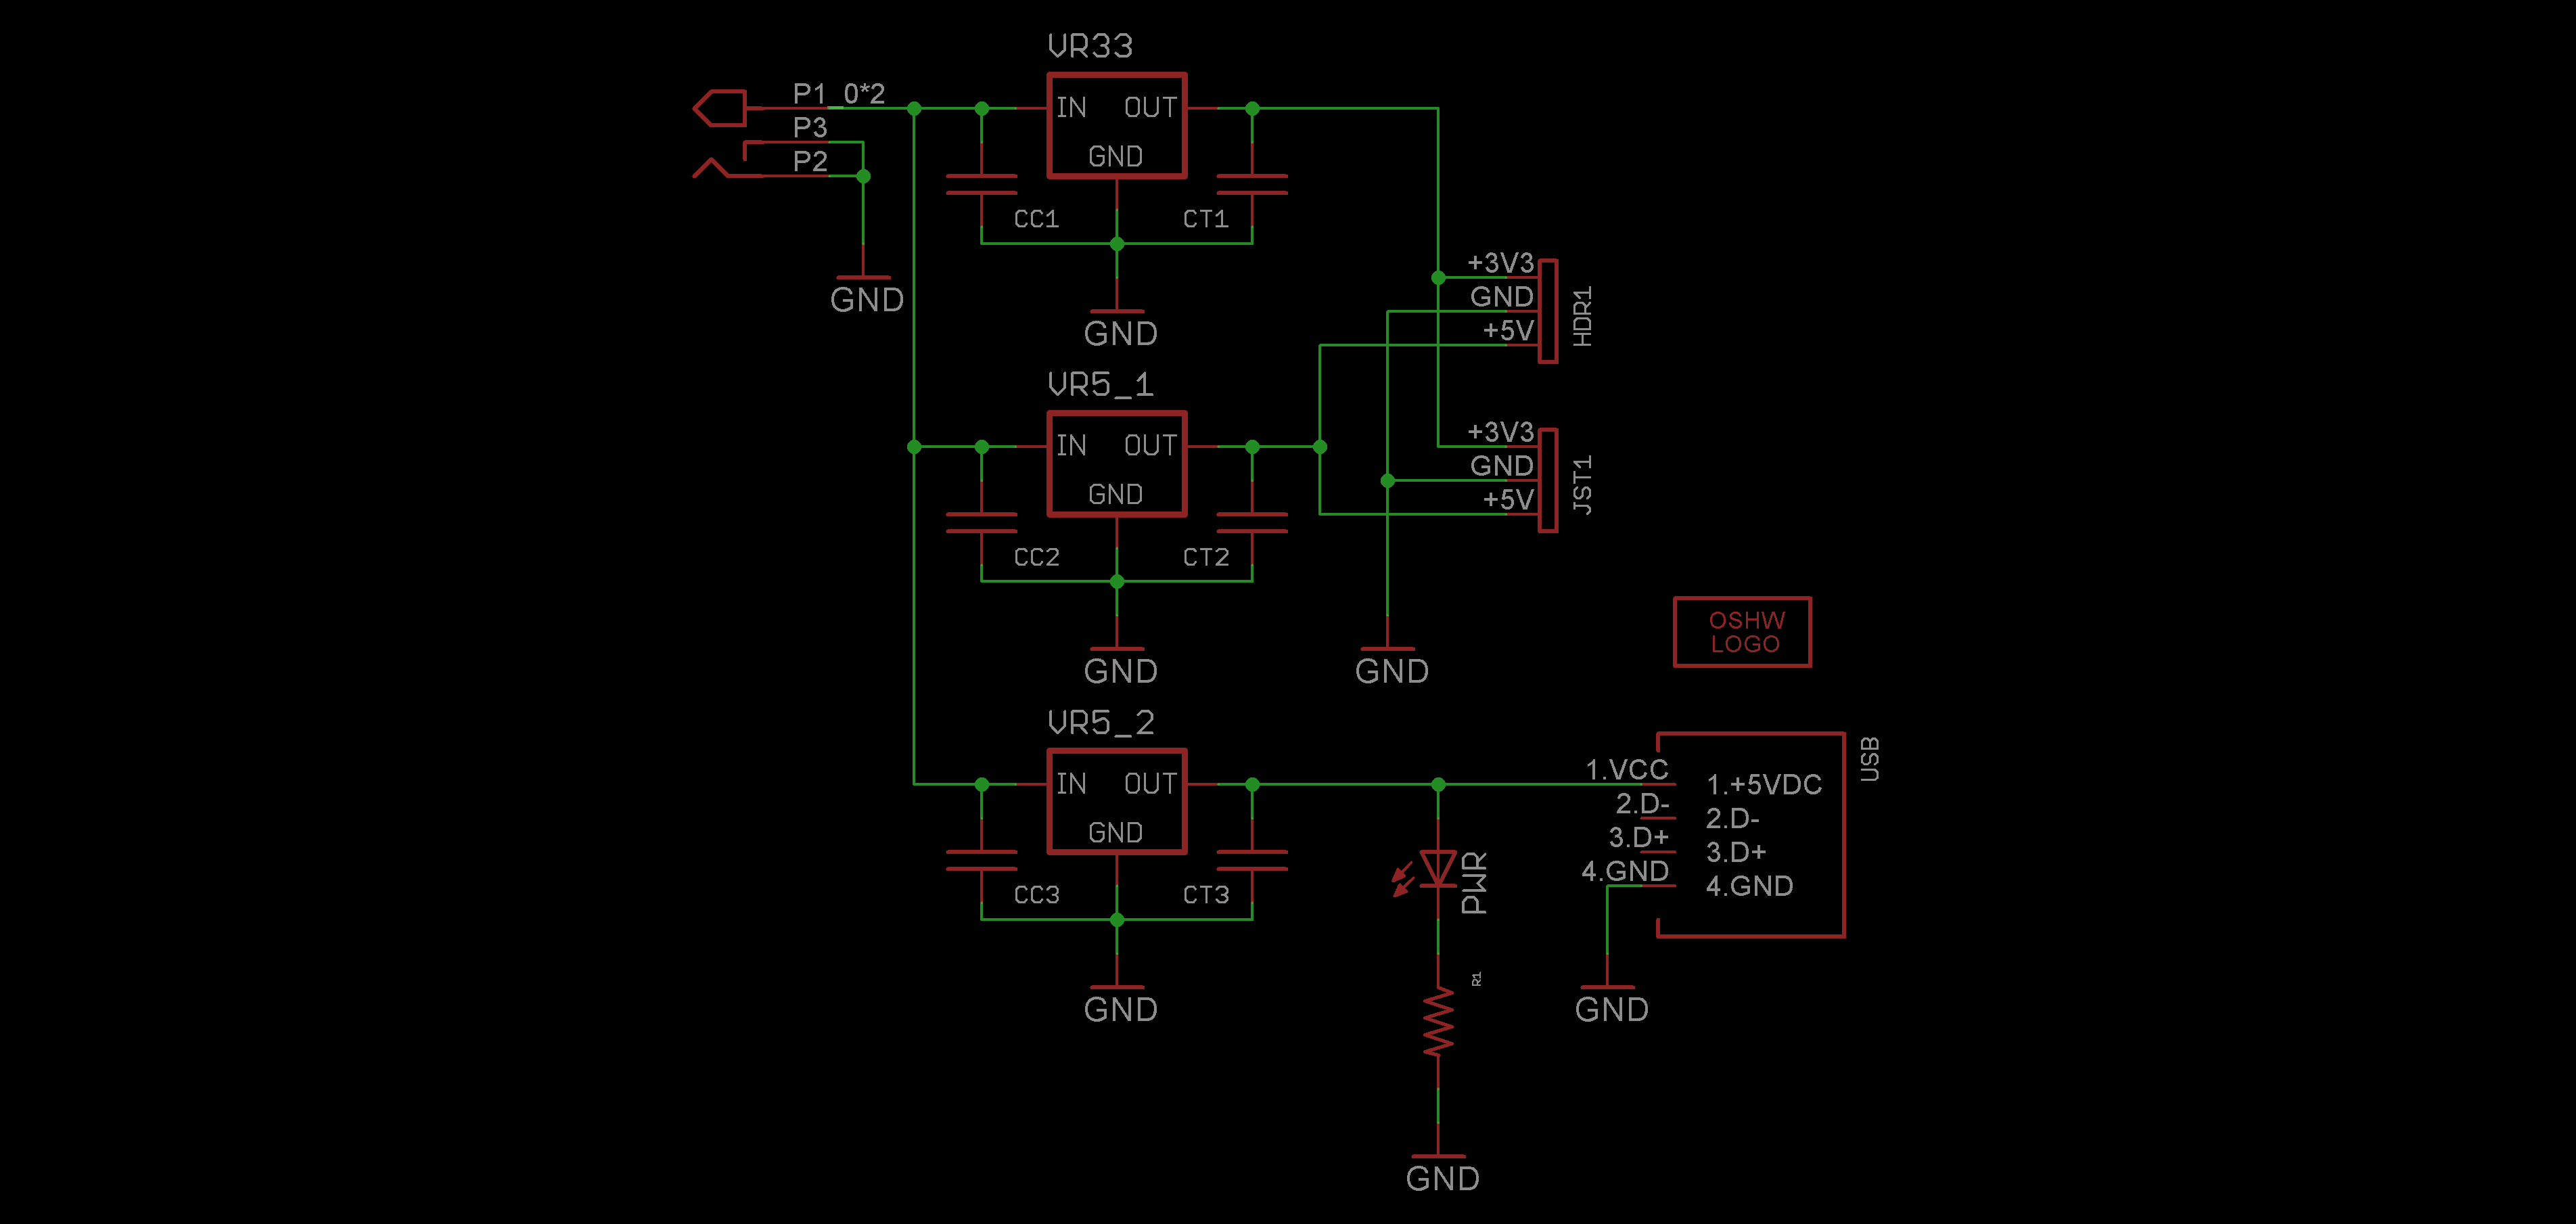 VR33
P1_0*2
P3
P2
IN OUT
GND
CC1 CT1
GND
GND
+3V3
GND
+5V
HDR1
VR5_1
IN OUT
GND
CC2 CT2
GND
+3V3
GND
+5V
JST1
GND
OSHW
LOGO
VR5_2
IN OUT
GND
CC3 CT3
GND
1.VCC
2.D-
3.D+
4.GND
1.+5VDC
2.D-
3.D+
4.GND
USB
PWR
R1
GND
GND